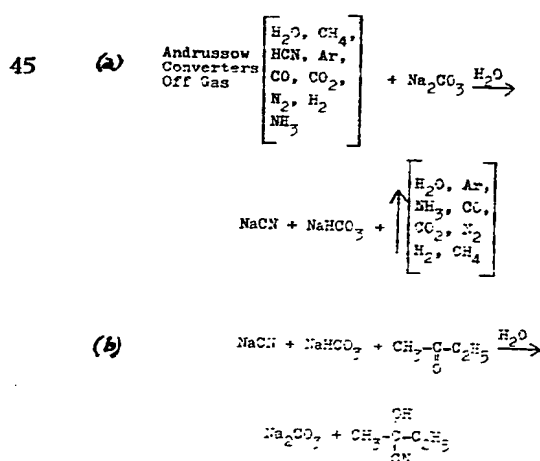 45 (a) Andrussow Converters Off Gas [H₂O, CH₄, HCN, Ar, CO, CO₂, N₂, H₂ NH₃] + Na₂CO₃ H₂O→
NaCN + NaHCO₃ + ↑[H₂O, Ar, NH₃, CO, CO₂, N₂ H₂, CH₄]
(b) NaCN + NaHCO₃ + CH₃-C-C₂H₅ H₂O→
O
OH
Na₂CO₃ + CH₃-C-C₂H₅
CN